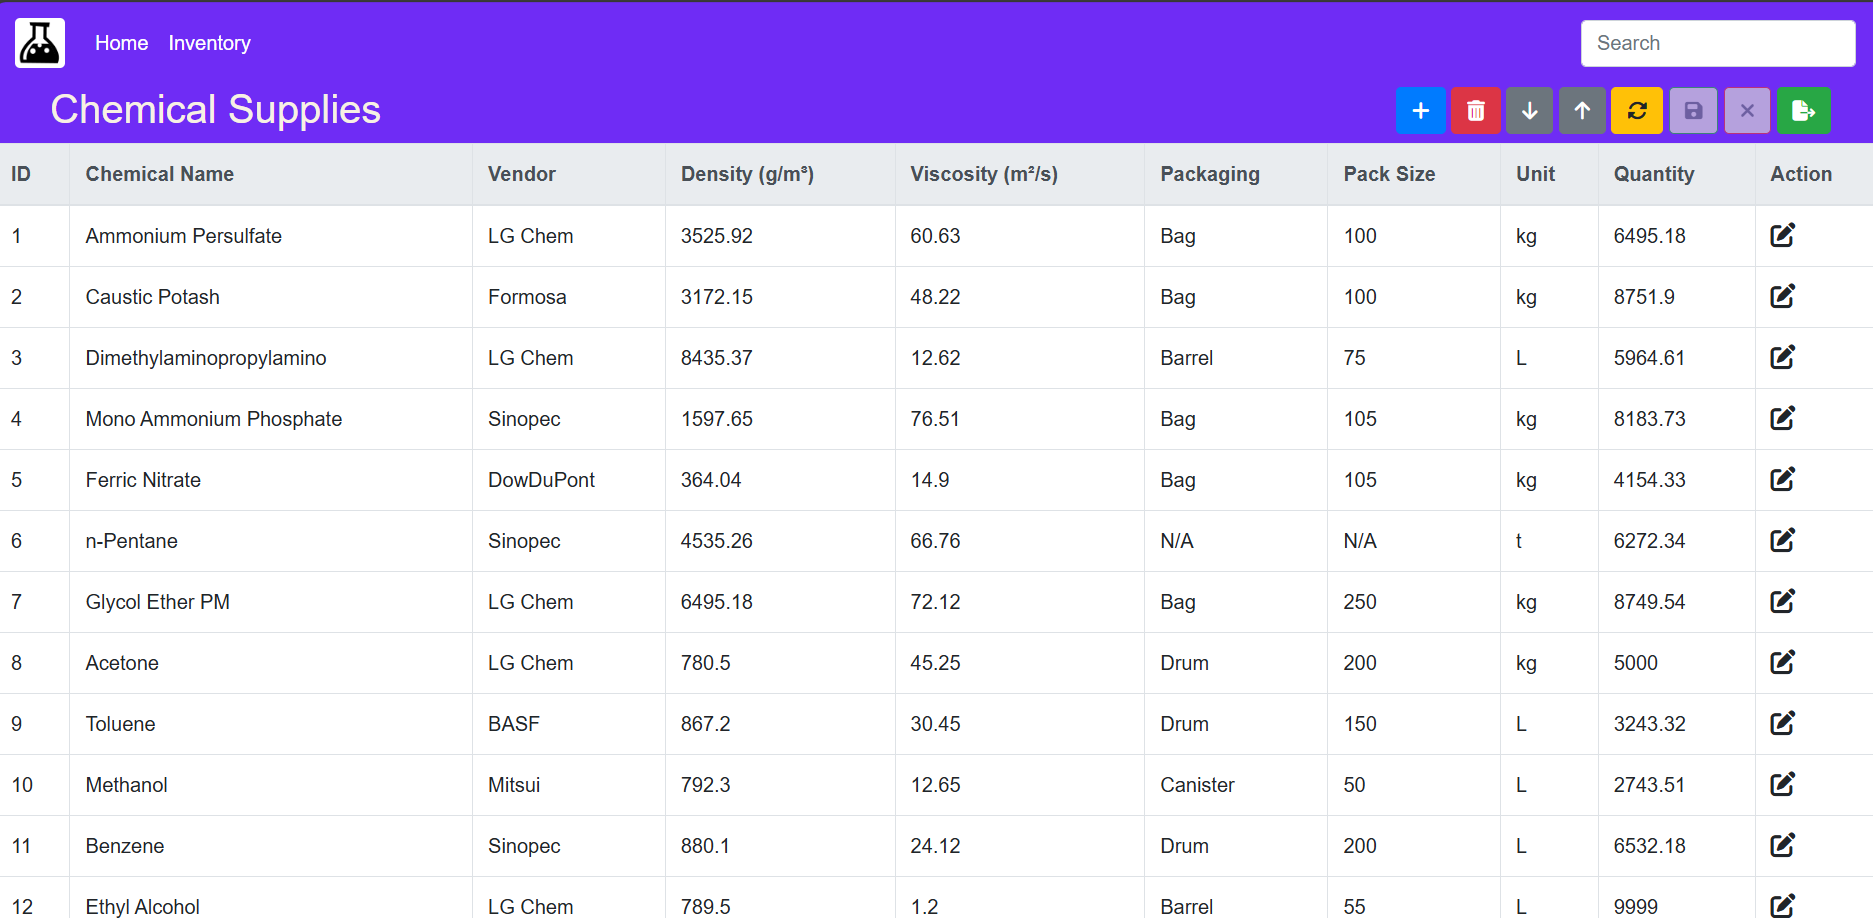 Home Inventory Search
Chemical Supplies
ID Chemical Name Vendor Density (g/m³) Viscosity (m²/s) Packaging Pack Size Unit Quantity Action
1 Ammonium Persulfate LG Chem 3525.92 60.63 Bag 100 kg 6495.18
2 Caustic Potash Formosa 3172.15 48.22 Bag 100 kg 8751.9
3 Dimethylaminopropylamino LG Chem 8435.37 12.62 Barrel 75 L 5964.61
4 Mono Ammonium Phosphate Sinopec 1597.65 76.51 Bag 105 kg 8183.73
5 Ferric Nitrate DowDuPont 364.04 14.9 Bag 105 kg 4154.33
6 n-Pentane Sinopec 4535.26 66.76 N/A N/A t 6272.34
7 Glycol Ether PM LG Chem 6495.18 72.12 Bag 250 kg 8749.54
8 Acetone LG Chem 780.5 45.25 Drum 200 kg 5000
9 Toluene BASF 867.2 30.45 Drum 150 L 3243.32
10 Methanol Mitsui 792.3 12.65 Canister 50 L 2743.51
11 Benzene Sinopec 880.1 24.12 Drum 200 L 6532.18
12 Ethyl Alcohol LG Chem 789.5 1.2 Barrel 55 L 9999